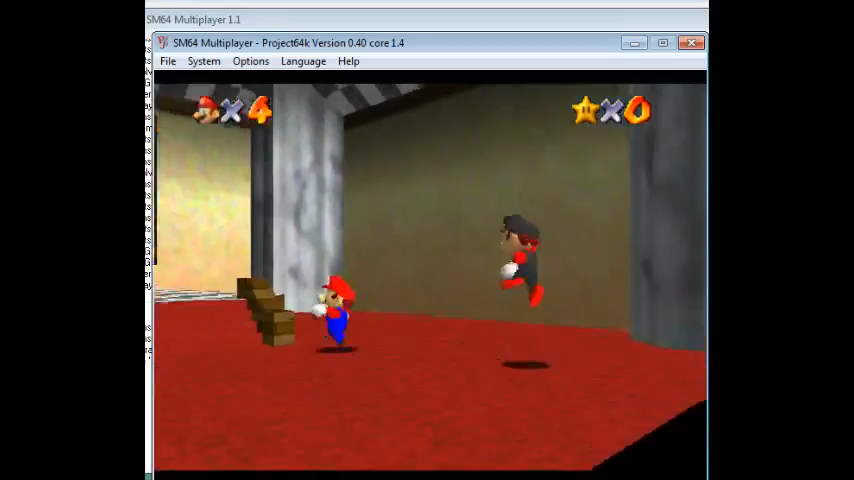 SM64 Multiplayer 1.1
SM64 Multiplayer - Project64k Version 0.40 core 1.4
File System Options Language Help
×4 ×0